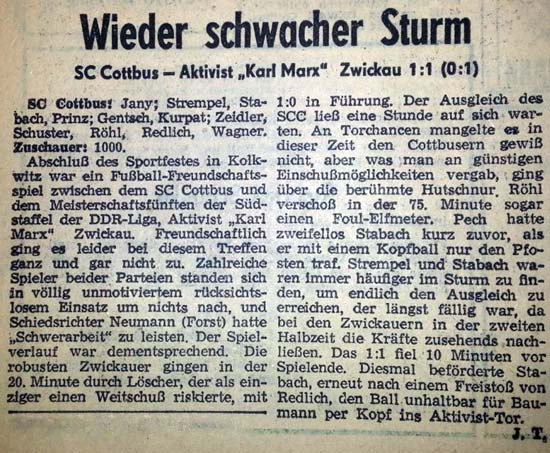 Wieder schwacher Sturm
SC Cottbus — Aktivist „Karl Marx“ Zwickau 1:1 (0:1)
SC Cottbus: Jany; Strempel, Sta-
bach, Prinz; Gentsch, Kurpat; Zeidler,
Schuster, Röhl, Redlich, Wagner.
Zuschauer: 1000.
Abschluß des Sportfestes in Kolk-
witz war ein Fußball-Freundschafts-
spiel zwischen dem SC Cottbus und
dem Meisterschaftsfünften der Süd-
staffel der DDR-Liga, Aktivist „Karl
Marx“ Zwickau. Freundschaftlich
ging es leider bei diesem Treffen
ganz und gar nicht zu. Zahlreiche
Spieler beider Parteien standen sich
in völlig unmotiviertem rücksichts-
losem Einsatz um nichts nach, und
Schiedsrichter Neumann (Forst) hatte
„Schwerarbeit“ zu leisten. Der Spiel-
verlauf war dementsprechend. Die
robusten Zwickauer gingen in der
20. Minute durch Löscher, der als ein-
ziger einen Weitschuß riskierte, mit
1:0 in Führung. Der Ausgleich des
SCC ließ eine Stunde auf sich war-
ten. An Torchancen mangelte es in
dieser Zeit den Cottbusern gewiß
nicht, aber was man an günstigen
Einschußmöglichkeiten vergab, ging
über die berühmte Hutschnur. Röhl
verschoß in der 75. Minute sogar
einen Foul-Elfmeter. Pech hatte
zweifellos Stabach kurz zuvor, als
er mit einem Kopfball nur den Pfo-
sten traf. Strempel und Stabach wa-
ren immer häufiger im Sturm zu fin-
den, um endlich den Ausgleich zu
erreichen, der längst fällig war, da
bei den Zwickauern in der zweiten
Halbzeit die Kräfte zusehends nach-
ließen. Das 1:1 fiel 10 Minuten vor
Spielende. Diesmal beförderte Sta-
bach, erneut nach einem Freistoß von
Redlich, den Ball unhaltbar für Bau-
mann per Kopf ins Aktivist-Tor.
J. T.